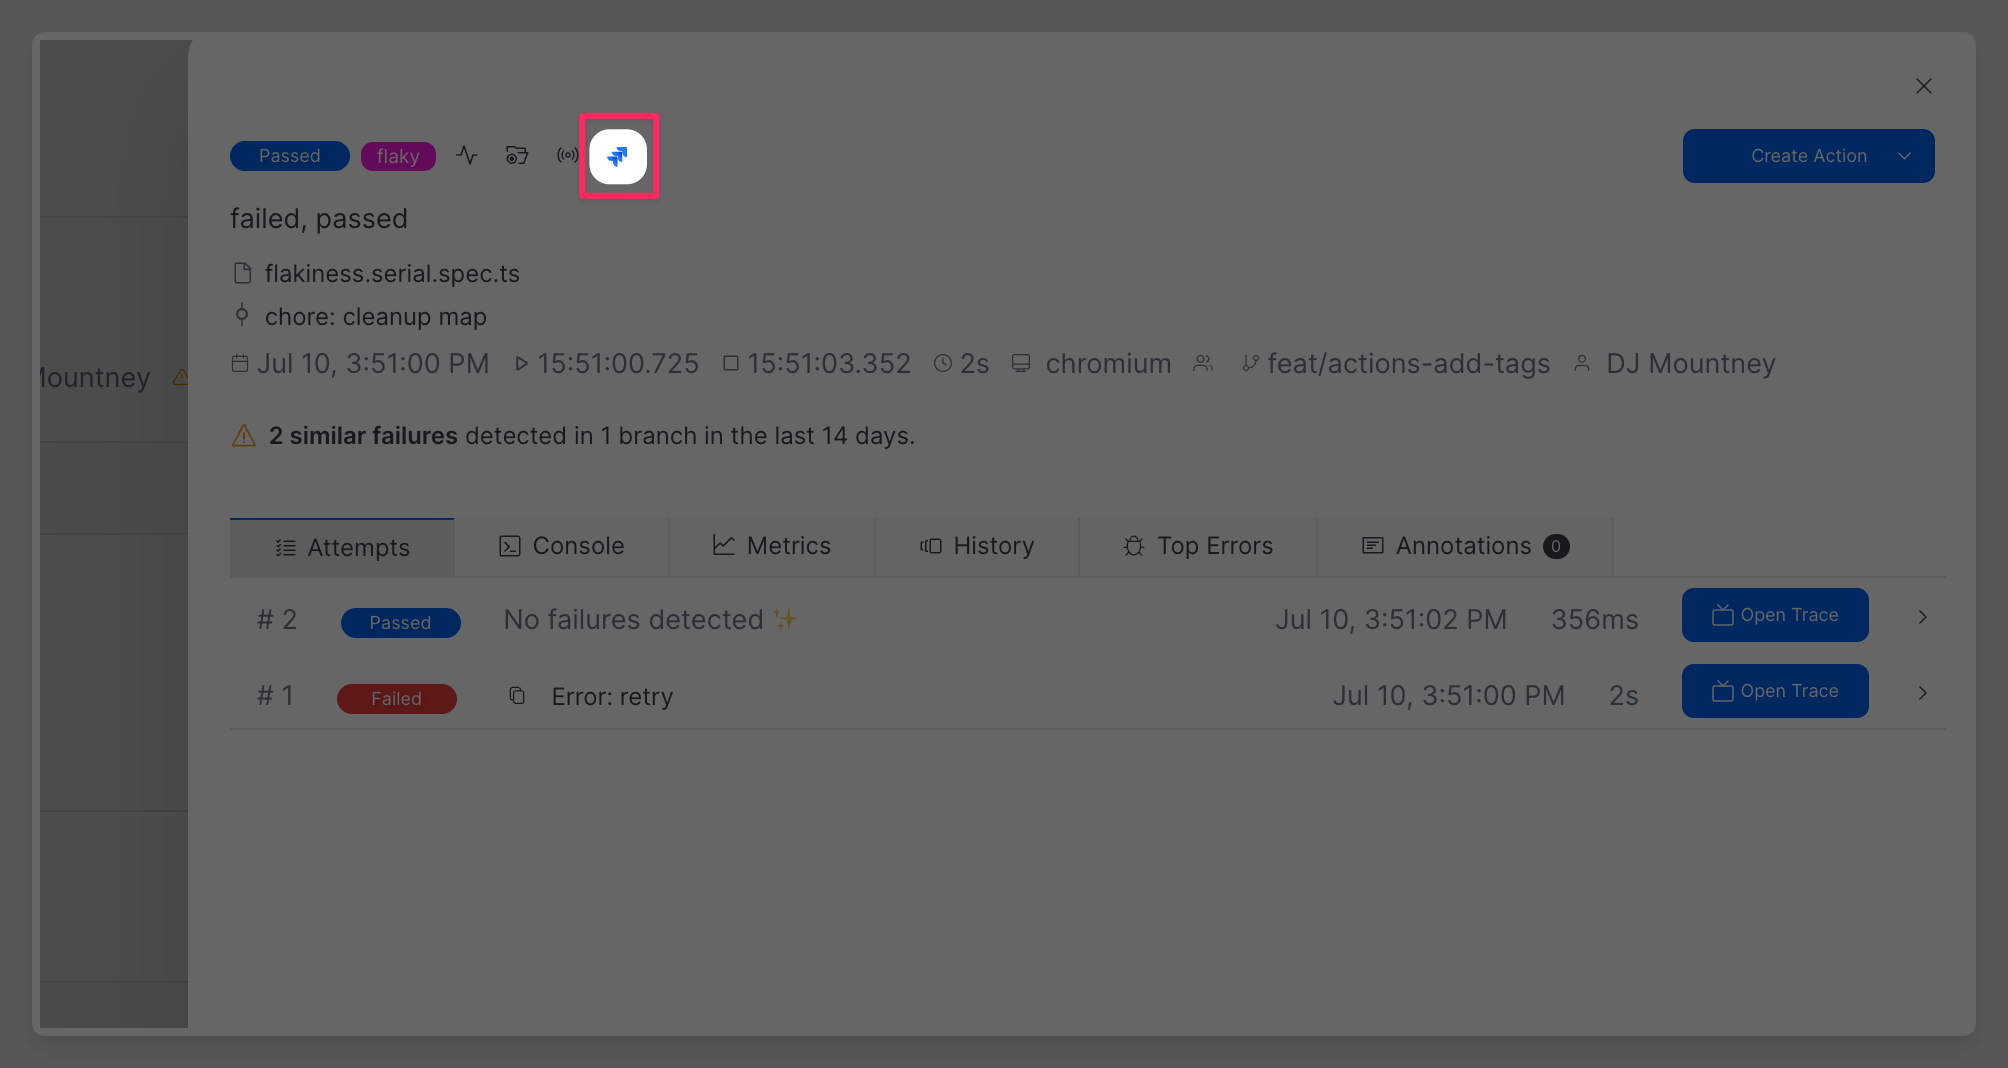 Passed flaky Create Action
failed, passed
flakiness.serial.spec.ts
chore: cleanup map
Jul 10, 3:51:00 PM 15:51:00.725 15:51:03.352 2s chromium feat/actions-add-tags DJ Mountney
Mountney
2 similar failures detected in 1 branch in the last 14 days.
Attempts Console Metrics History Top Errors Annotations 0
# 2 Passed No failures detected ✨ Jul 10, 3:51:02 PM 356ms Open Trace
# 1 Failed Error: retry Jul 10, 3:51:00 PM 2s Open Trace